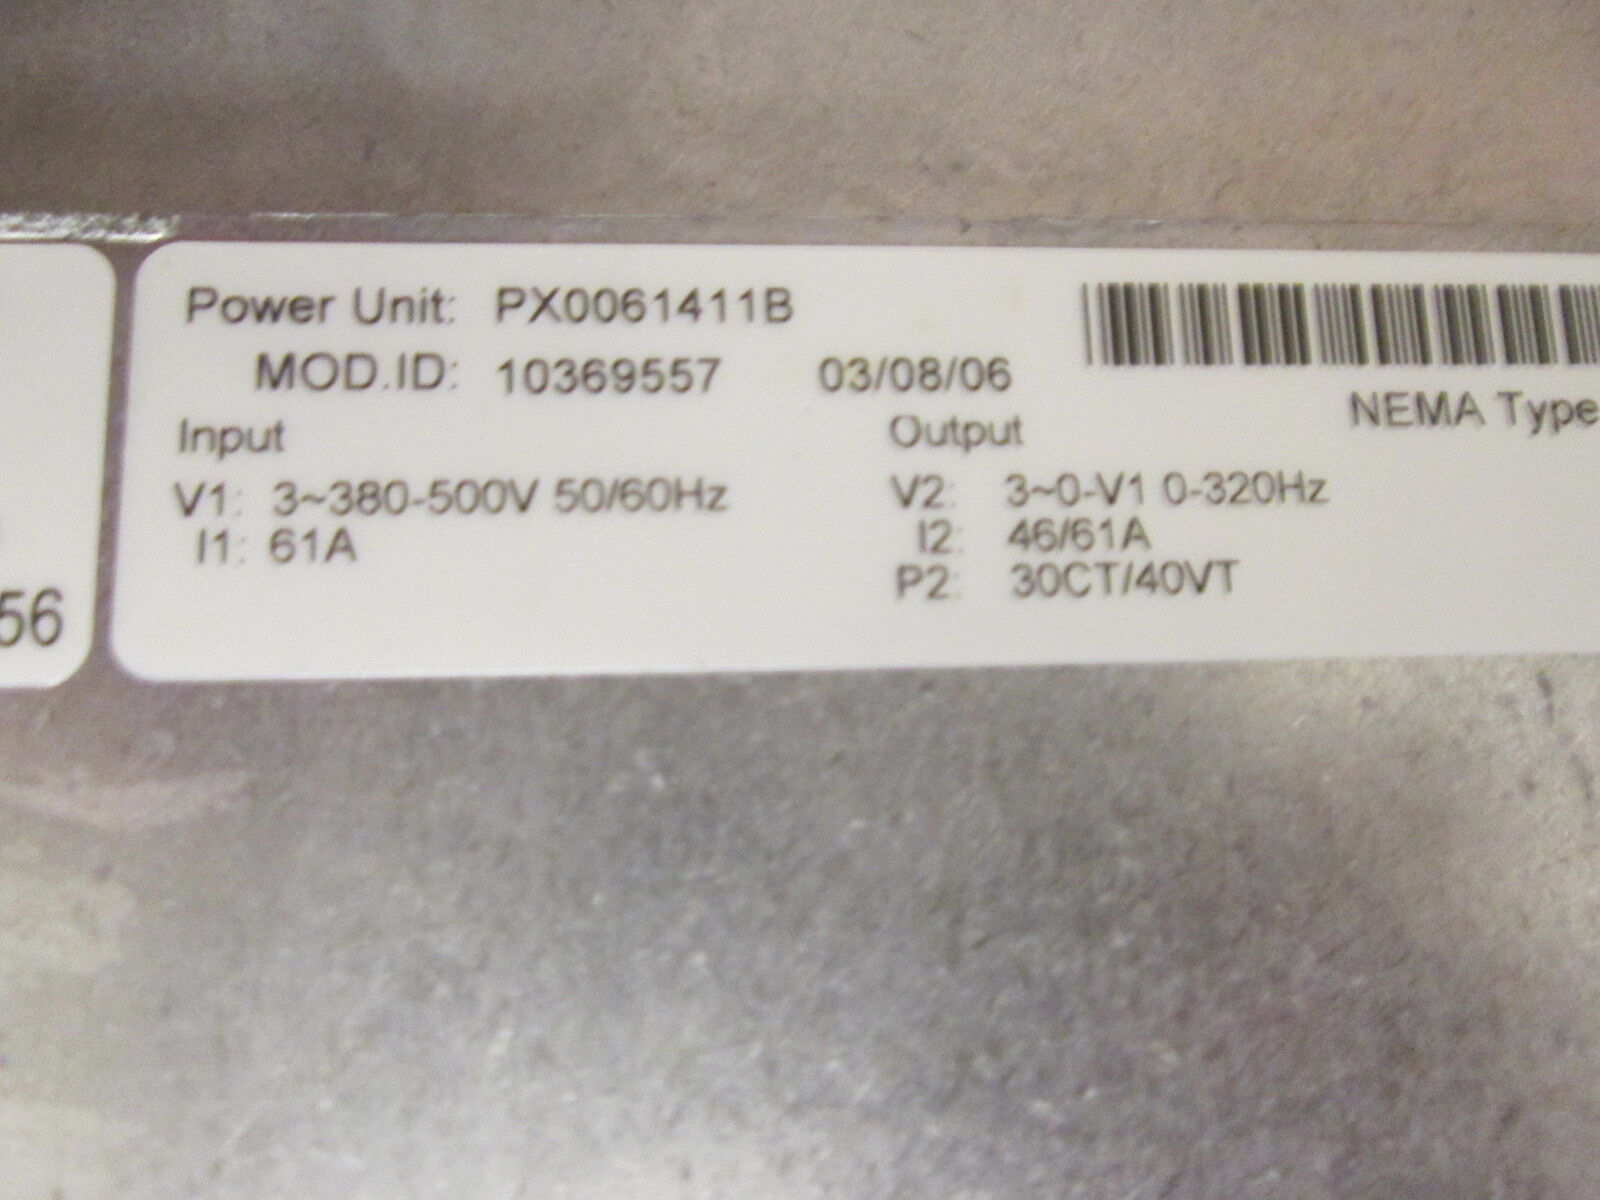 Power Unit: PX0061411B
MOD.ID: 10369557 03/08/06
NEMA Type
Input Output
V1: 3~380-500V 50/60Hz V2: 3~0-V1 0-320Hz
I1: 61A I2: 46/61A
P2: 30CT/40VT
56